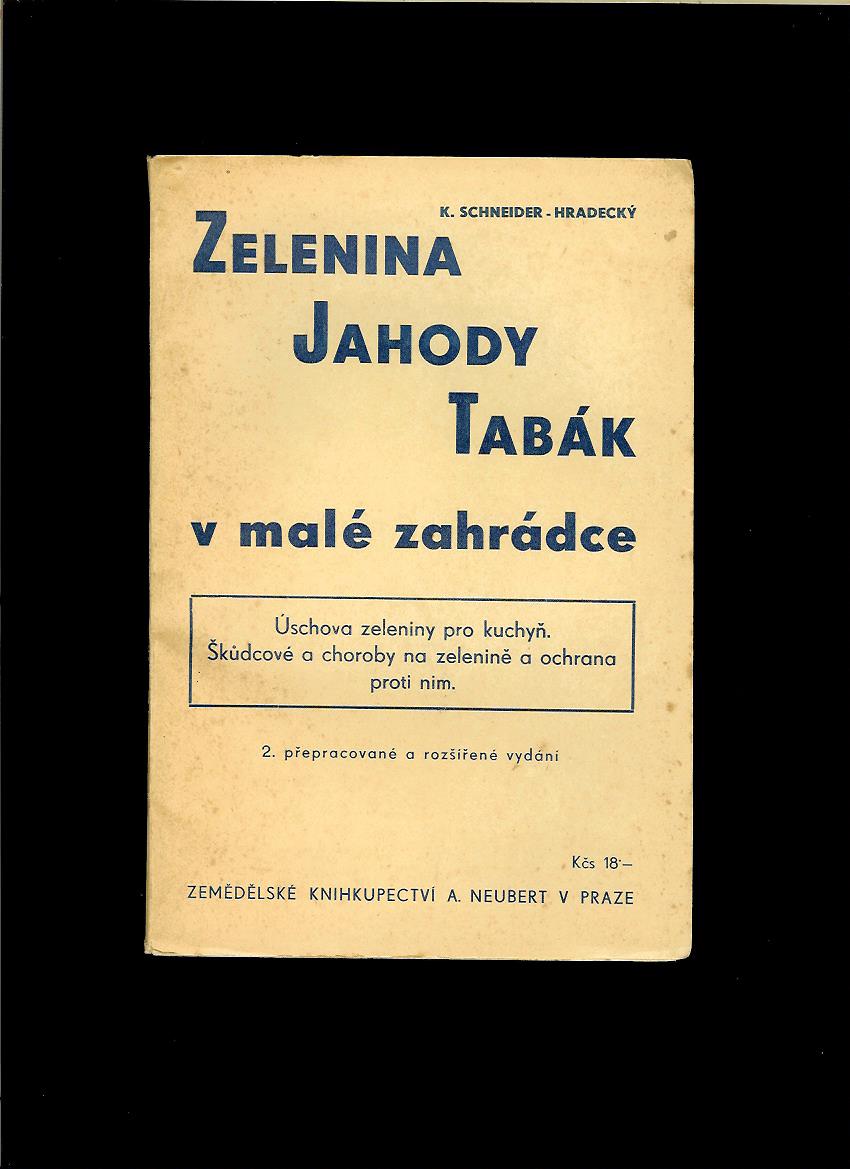 K. SCHNEIDER - HRADECKÝ
ZELENINA
JAHODY
TABÁK
v malé zahrádce
Úschova zeleniny pro kuchyň.
Škůdcové a choroby na zelenině a ochrana
proti nim.
2. přepracované a rozšířené vydání
Kčs 18·—
ZEMĚDĚLSKÉ KNIHKUPECTVÍ A. NEUBERT V PRAZE